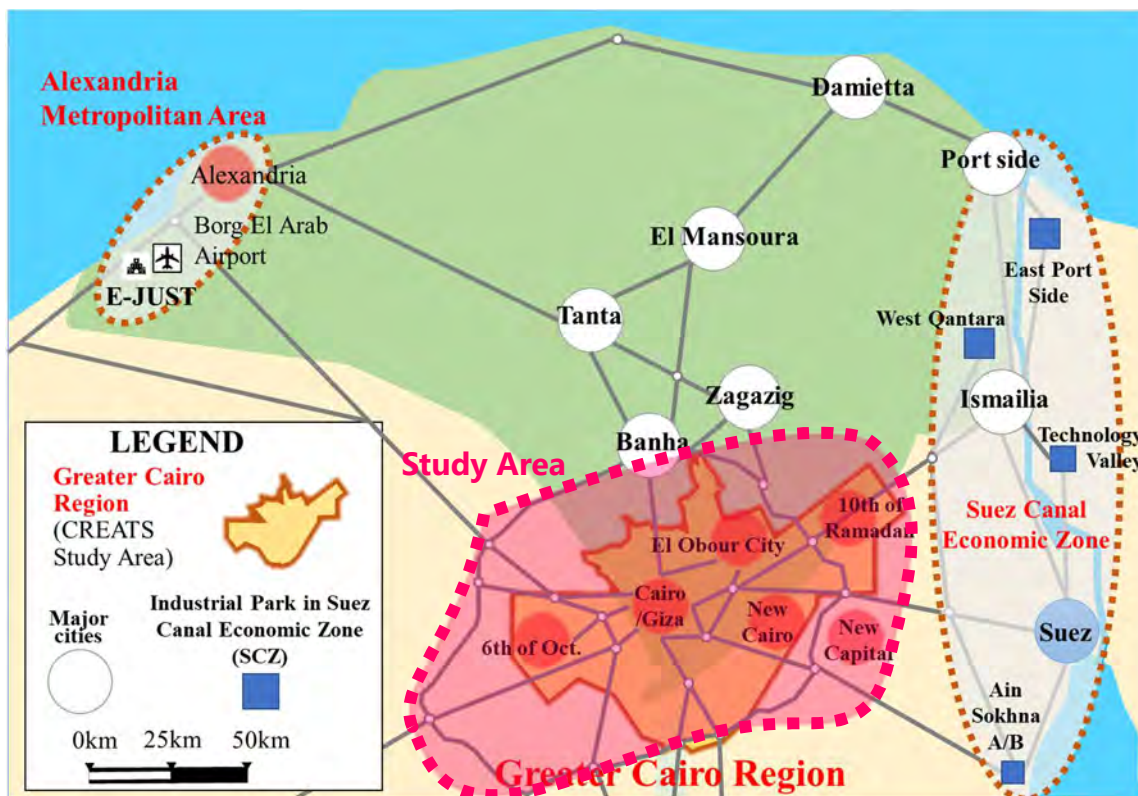 Alexandria
Metropolitan Area
Alexandria
Borg El Arab
Airport
E-JUST
Damietta
Port side
El Mansoura
East Port
Side
Tanta
West Qantara
Zagazig
Ismailia
Banha
Technology
Valley
Study Area
10th of
Ramadan
El Obour City
Suez Canal
Economic Zone
Cairo
/Giza
New
Cairo
6th of Oct.
New
Capital
Suez
Ain
Sokhna
A/B
Greater Cairo Region
LEGEND
Greater Cairo
Region
(CREATS
Study Area)
Major
cities
Industrial Park in Suez
Canal Economic Zone
(SCZ)
0km 25km 50km